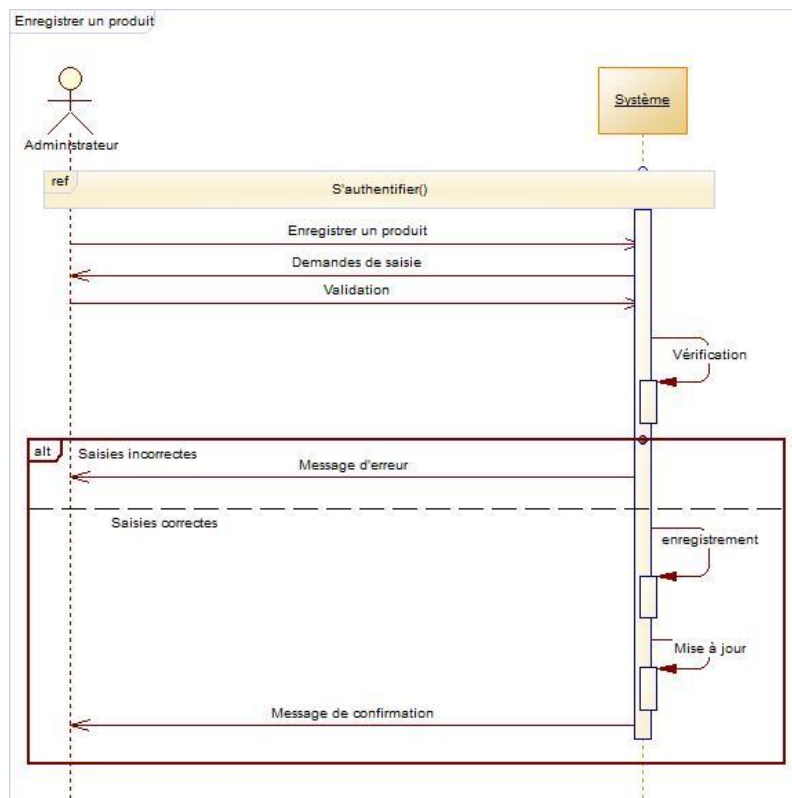 Enregistrer un produit
Système
Administrateur
ref
S'authentifier()
Enregistrer un produit
Demandes de saisie
Validation
Vérification
alt
Saisies incorrectes
Message d'erreur
Saisies correctes
enregistrement
Mise à jour
Message de confirmation